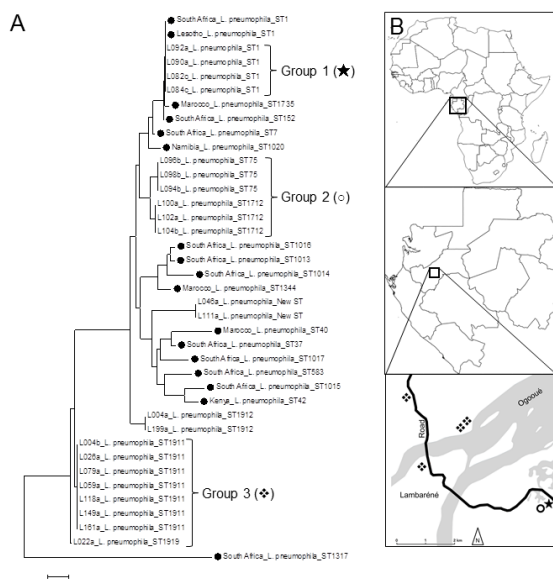 A
South Africa_L. pneumophila_ST1
Lesotho_L. pneumophila_ST1
L092a_L. pneumophila_ST1
L090a_L. pneumophila_ST1
L082c_L. pneumophila_ST1
L084c_L. pneumophila_ST1
Group 1 (★)
Marocco_L. pneumophila_ST1735
South Africa_L. pneumophila_ST152
South Africa_L. pneumophila_ST7
Namibia_L. pneumophila_ST1020
L096b_L. pneumophila_ST75
L098b_L. pneumophila_ST75
L094b_L. pneumophila_ST75
L100a_L. pneumophila_ST1712
L102a_L. pneumophila_ST1712
L104b_L. pneumophila_ST1712
Group 2 (○)
South Africa_L. pneumophila_ST1016
South Africa_L. pneumophila_ST1013
South Africa_L. pneumophila_ST1014
Marocco_L. pneumophila_ST1344
L046a_L. pneumophila_New ST
L111a_L. pneumophila_New ST
Marocco_L. pneumophila_ST40
South Africa_L. pneumophila_ST37
South Africa_L. pneumophila_ST1017
South Africa_L. pneumophila_ST583
South Africa_L. pneumophila_ST1015
Kenya_L. pneumophila_ST42
L004a_L. pneumophila_ST1912
L199a_L. pneumophila_ST1912
L004b_L. pneumophila_ST1911
L026a_L. pneumophila_ST1911
L079a_L. pneumophila_ST1911
L059a_L. pneumophila_ST1911
L118a_L. pneumophila_ST1911
L149a_L. pneumophila_ST1911
L161a_L. pneumophila_ST1911
L022a_L. pneumophila_ST1919
Group 3 (❖)
South Africa_L. pneumophila_ST1317
B
Ogooué
Road
Lambaréné
N